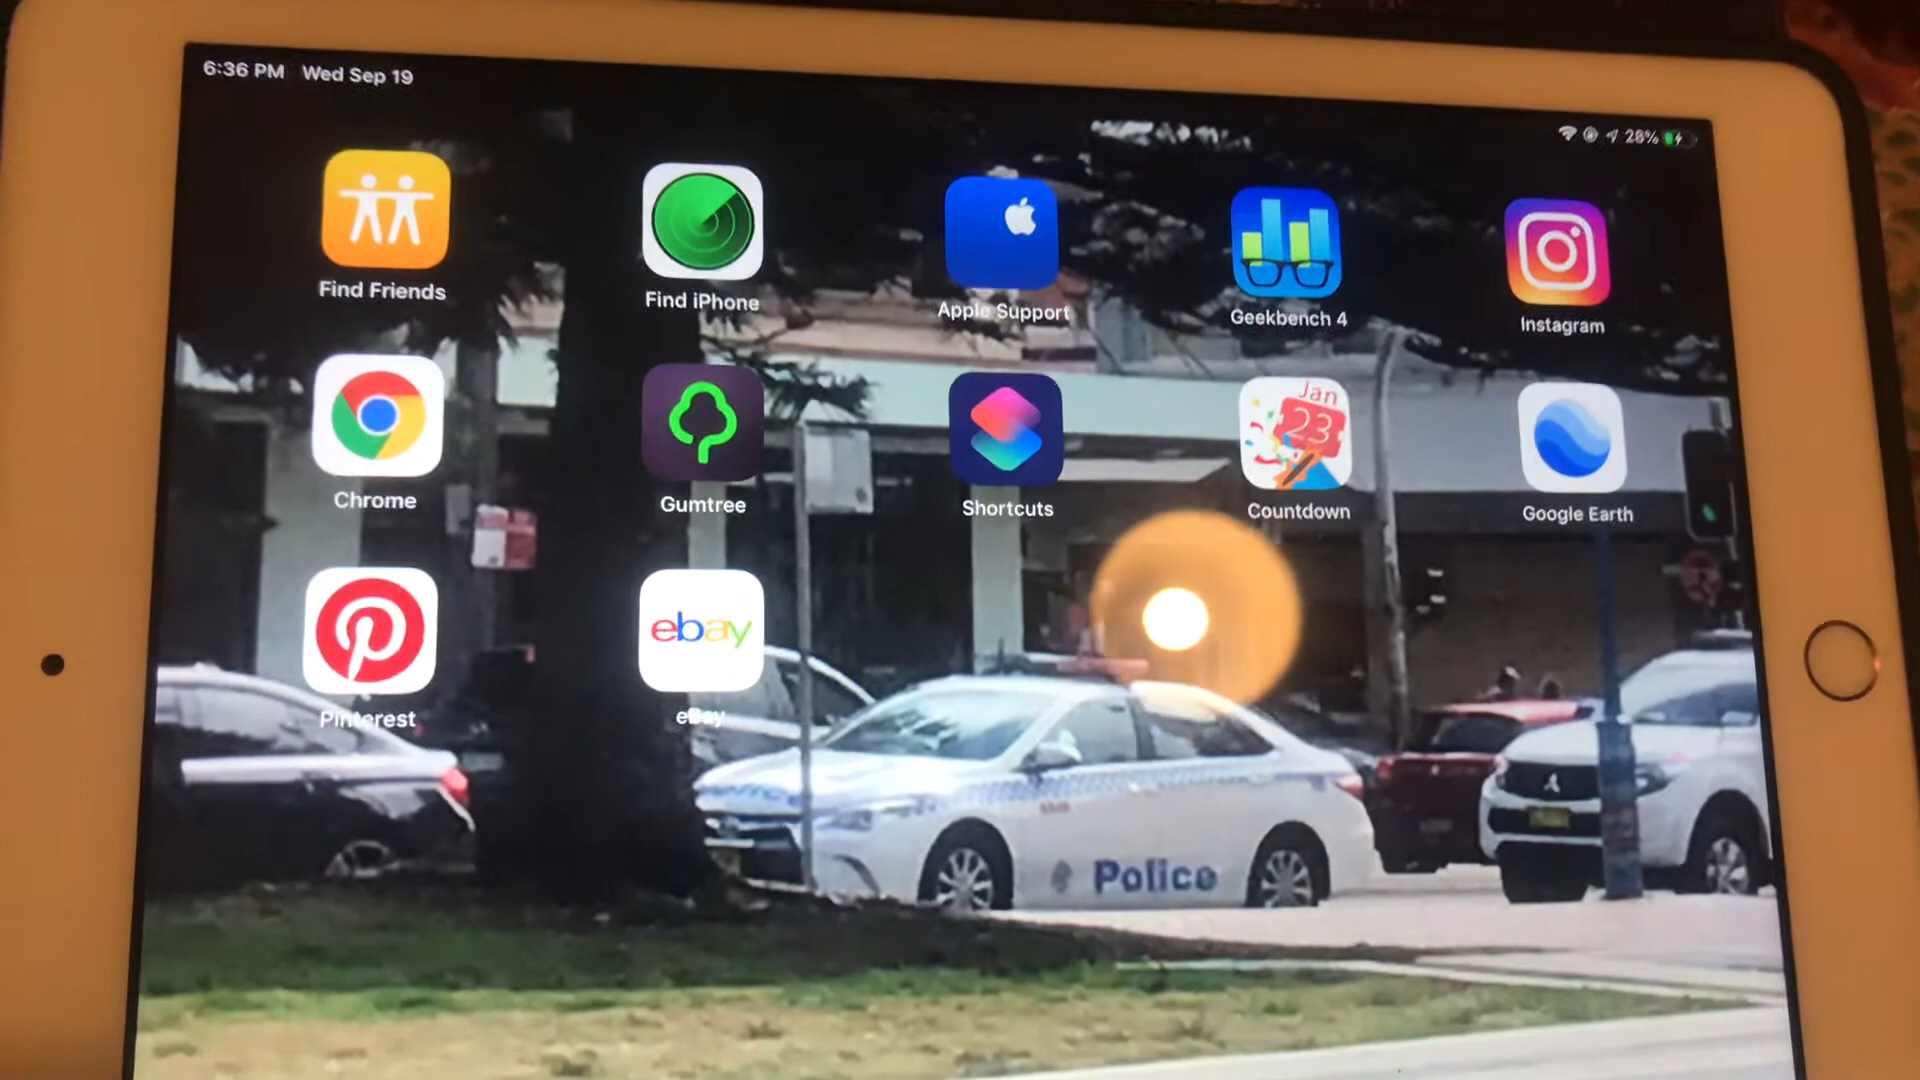 6:36 PM Wed Sep 19
28%
Find Friends
Find iPhone
Apple Support
Geekbench 4
Instagram
Jan
23
Chrome
Gumtree
Shortcuts
Countdown
Google Earth
ebay
Pinterest
eBay
Police